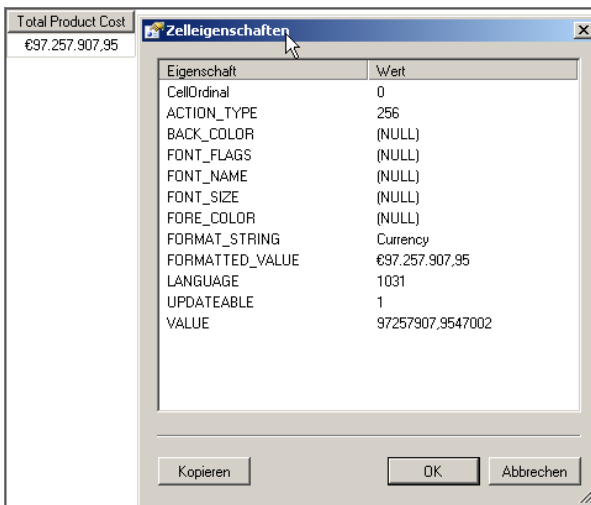 Total Product Cost
€97.257.907,95
Zelleigenschaften
Eigenschaft Wert
CellOrdinal 0
ACTION_TYPE 256
BACK_COLOR (NULL)
FONT_FLAGS (NULL)
FONT_NAME (NULL)
FONT_SIZE (NULL)
FORE_COLOR (NULL)
FORMAT_STRING Currency
FORMATTED_VALUE €97.257.907,95
LANGUAGE 1031
UPDATEABLE 1
VALUE 97257907,9547002
Kopieren OK Abbrechen